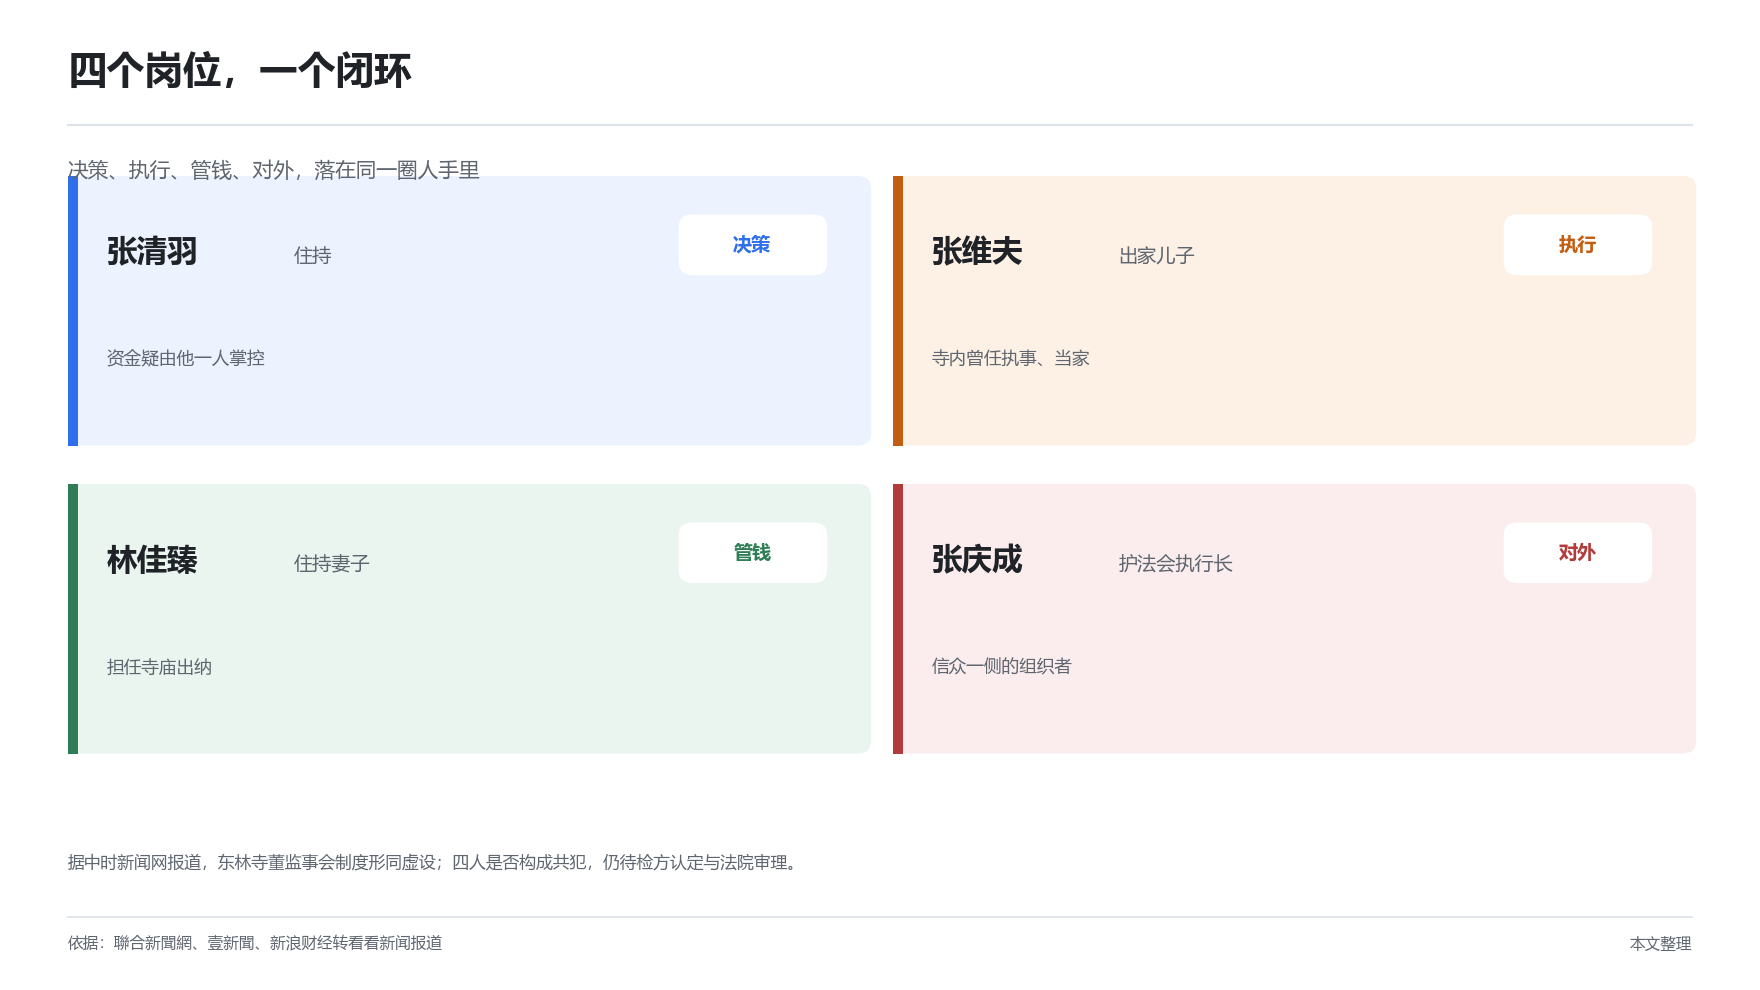 四个岗位，一个闭环
决策、执行、管钱、对外，落在同一圈人手里
张清羽 住持 决策
资金疑由他一人掌控
张维夫 出家儿子 执行
寺内曾任执事、当家
林佳臻 住持妻子 管钱
担任寺庙出纳
张庆成 护法会执行长 对外
信众一侧的组织者
据中时新闻网报道，东林寺董监事会制度形同虚设；四人是否构成共犯，仍待检方认定与法院审理。
依据：聯合新聞網、壹新聞、新浪财经转看看新闻报道
本文整理